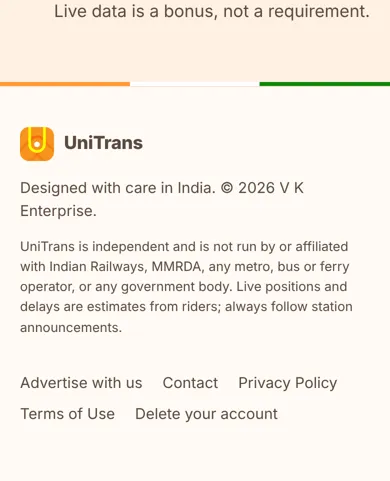 Live data is a bonus, not a requirement.
UniTrans
Designed with care in India. © 2026 V K
Enterprise.
UniTrans is independent and is not run by or affiliated
with Indian Railways, MMRDA, any metro, bus or ferry
operator, or any government body. Live positions and
delays are estimates from riders; always follow station
announcements.
Advertise with us Contact Privacy Policy
Terms of Use Delete your account